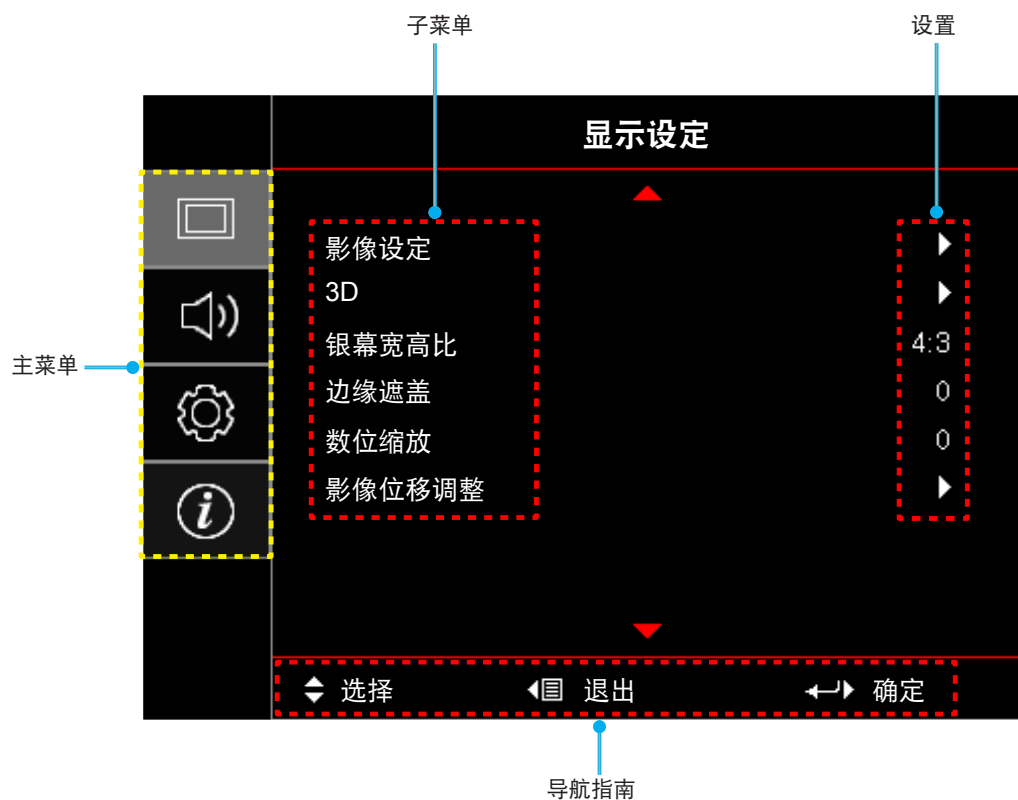 子菜单 设置
显示设定
影像设定
3D
银幕宽高比 4:3
边缘遮盖 0
数位缩放 0
影像位移调整
主菜单
选择 退出 确定
导航指南